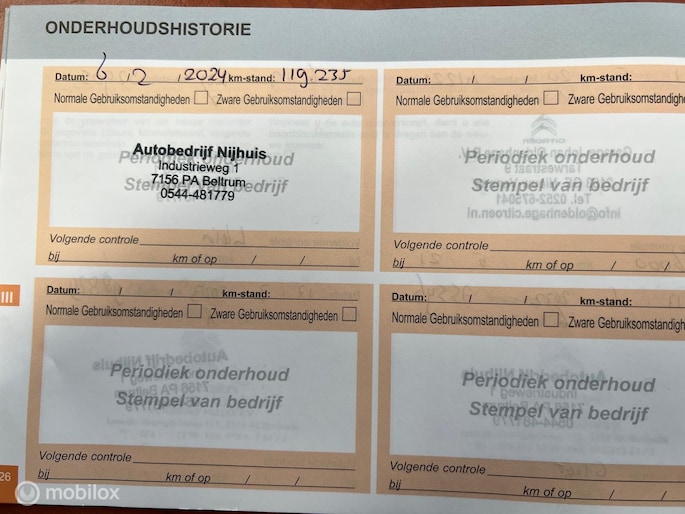 ONDERHOUDSHISTORIE
Datum: 6 / 2 / 2024 km-stand: 119.235
Normale Gebruiksomstandigheden Zware Gebruiksomstandigheden
Periodiek onderhoud
Stempel van bedrijf
Autobedrijf Nijhuis
Industrieweg 1
7156 PA Beltrum
0544-481779
Volgende controle
bij km of op / /
Datum: / / km-stand:
Normale Gebruiksomstandigheden Zware Gebruiksomstandighe
Periodiek onderhoud
Stempel van bedrijf
Volgende controle
bij km of op / /
III
Datum: / / km-stand:
Normale Gebruiksomstandigheden Zware Gebruiksomstandigheden
Periodiek onderhoud
Stempel van bedrijf
Volgende controle
bij km of op / /
Datum: / / km-stand:
Normale Gebruiksomstandigheden Zware Gebruiksomstandigh
Periodiek onderhoud
Stempel van bedrijf
Volgende controle
bij km of op / /
26
mobilox